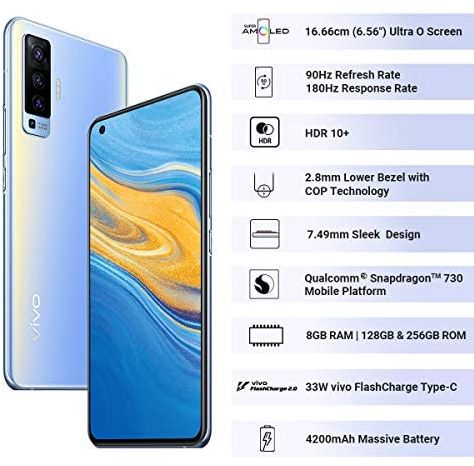 vivo
SUPER
AMOLED
16.66cm (6.56") Ultra O Screen
90Hz Refresh Rate
180Hz Response Rate
HDR
HDR 10+
2.8mm Lower Bezel with
COP Technology
7.49mm Sleek Design
Qualcomm® Snapdragon™ 730
Mobile Platform
8GB RAM | 128GB & 256GB ROM
vivo
FlashCharge 2.0
33W vivo FlashCharge Type-C
4200mAh Massive Battery